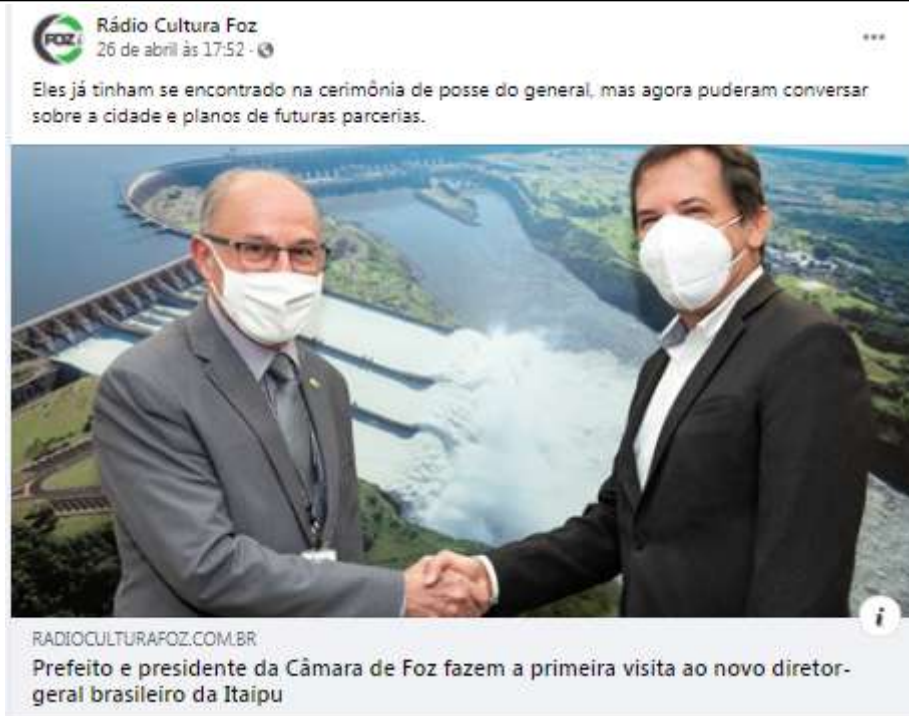 FOZ
Rádio Cultura Foz
26 de abril às 17:52 ·
Eles já tinham se encontrado na cerimônia de posse do general, mas agora puderam conversar
sobre a cidade e planos de futuras parcerias.
RADIOCULTURAFOZ.COM.BR
Prefeito e presidente da Câmara de Foz fazem a primeira visita ao novo diretor-
geral brasileiro da Itaipu